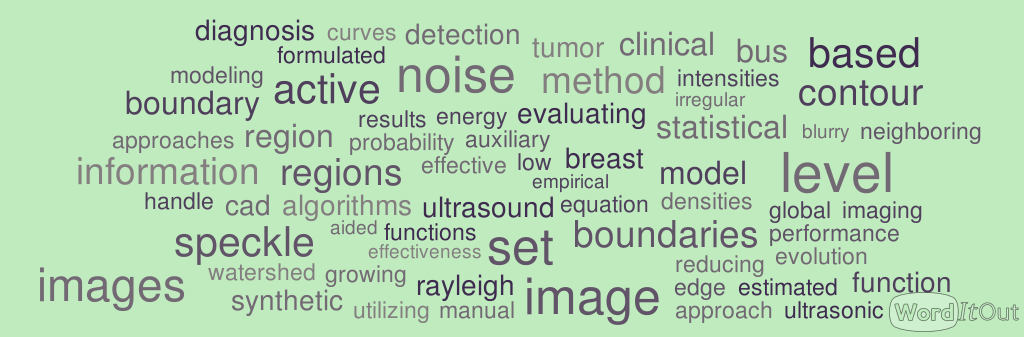 diagnosis curves detection tumor clinical bus based
formulated
modeling active noise method intensities contour
boundary irregular
results energy evaluating statistical blurry neighboring
approaches region probability auxiliary
information regions effective low breast model level
empirical
handle cad algorithms ultrasound equation densities global imaging
speckle aided functions set boundaries performance
effectiveness
images watershed growing rayleigh image reducing evolution
synthetic utilizing manual edge estimated function
approach ultrasonic
WordItOut